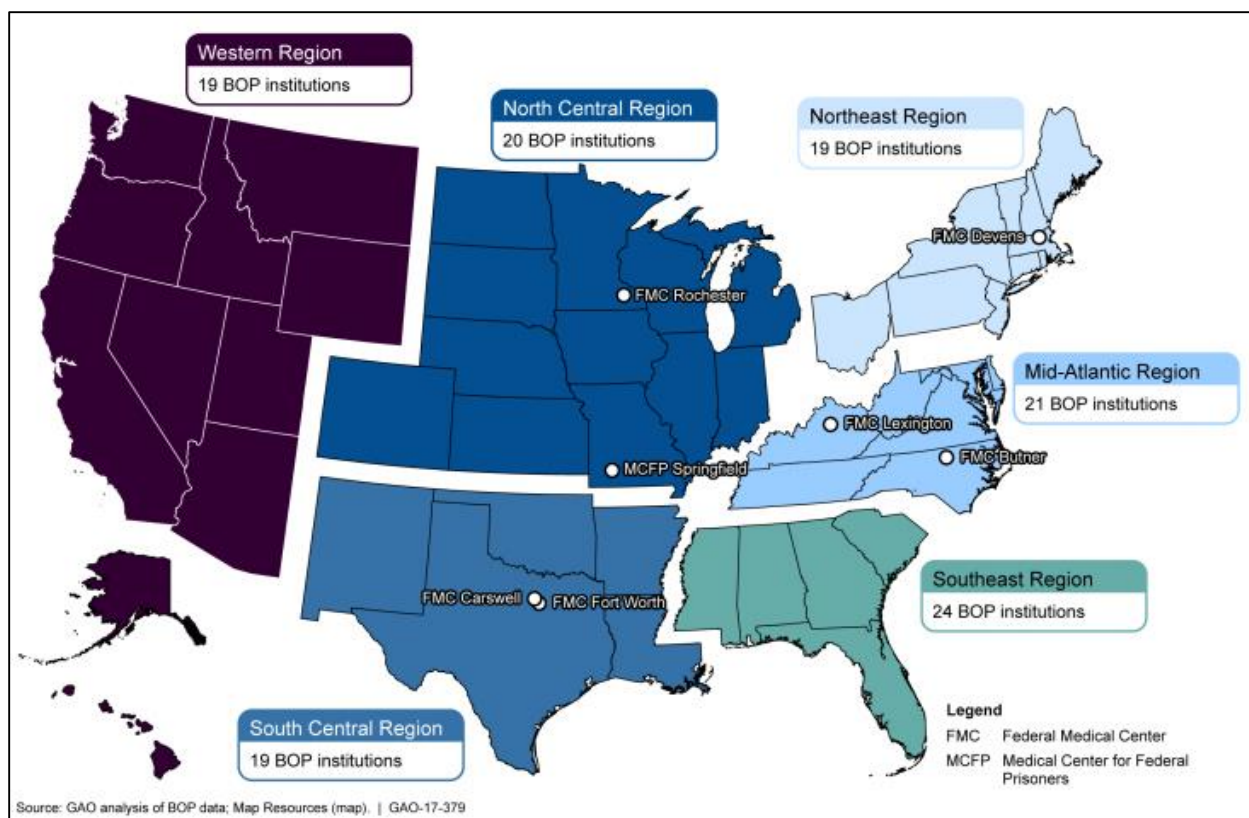 Western Region
19 BOP institutions
North Central Region
20 BOP institutions
Northeast Region
19 BOP institutions
FMC Devens
FMC Rochester
Mid-Atlantic Region
21 BOP institutions
FMC Lexington
FMC Butner
MCFP Springfield
Southeast Region
24 BOP institutions
FMC Carswell
FMC Fort Worth
South Central Region
19 BOP institutions
Legend
FMC Federal Medical Center
MCFP Medical Center for Federal
Prisoners
Source: GAO analysis of BOP data; Map Resources (map). | GAO-17-379